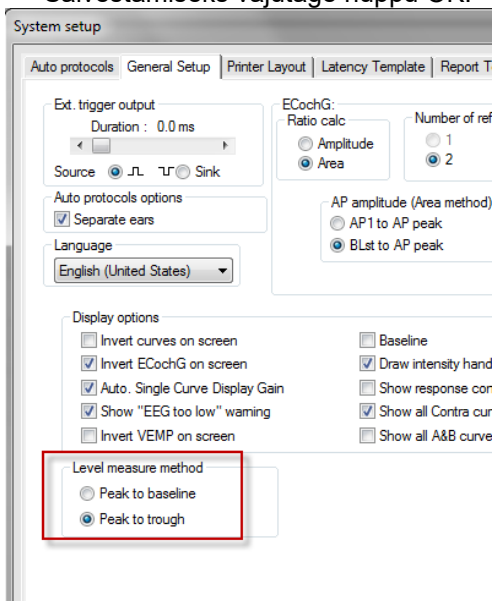 Salvestamiseks vajutage nuppu OK.
System setup
Auto protocols General Setup Printer Layout Latency Template Report T
Ext. trigger output
Duration : 0.0 ms
Source Sink
Auto protocols options
Separate ears
Language
English (United States)
ECochG:
Ratio calc
Amplitude
Area
Number of ref
1
2
AP amplitude (Area method)
AP1 to AP peak
BLst to AP peak
Display options
Invert curves on screen
Invert ECochG on screen
Auto. Single Curve Display Gain
Show "EEG too low" warning
Invert VEMP on screen
Baseline
Draw intensity hand
Show response con
Show all Contra cur
Show all A&B curve
Level measure method
Peak to baseline
Peak to trough